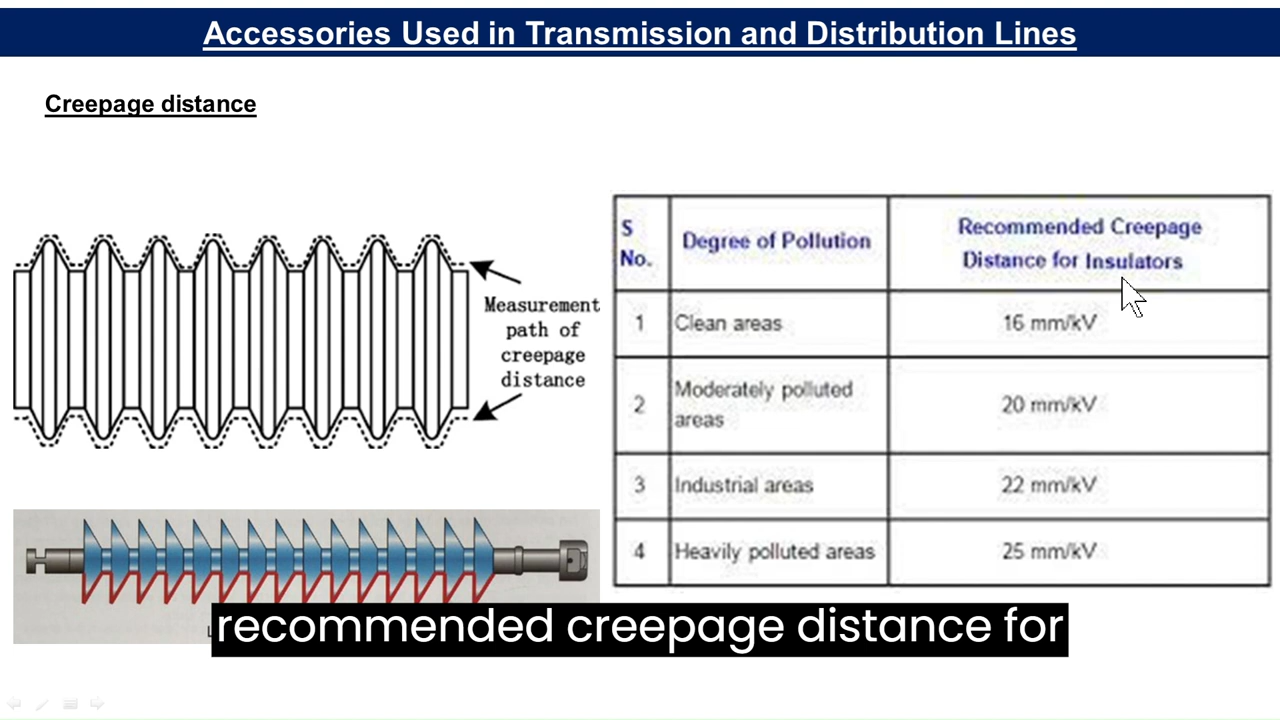 Accessories Used in Transmission and Distribution Lines
Creepage distance
Measurement
path of
creepage
distance
S No. Degree of Pollution Recommended Creepage Distance for Insulators
1 Clean areas 16 mm/kV
2 Moderately polluted areas 20 mm/kV
3 Industrial areas 22 mm/kV
4 Heavily polluted areas 25 mm/kV
recommended creepage distance for